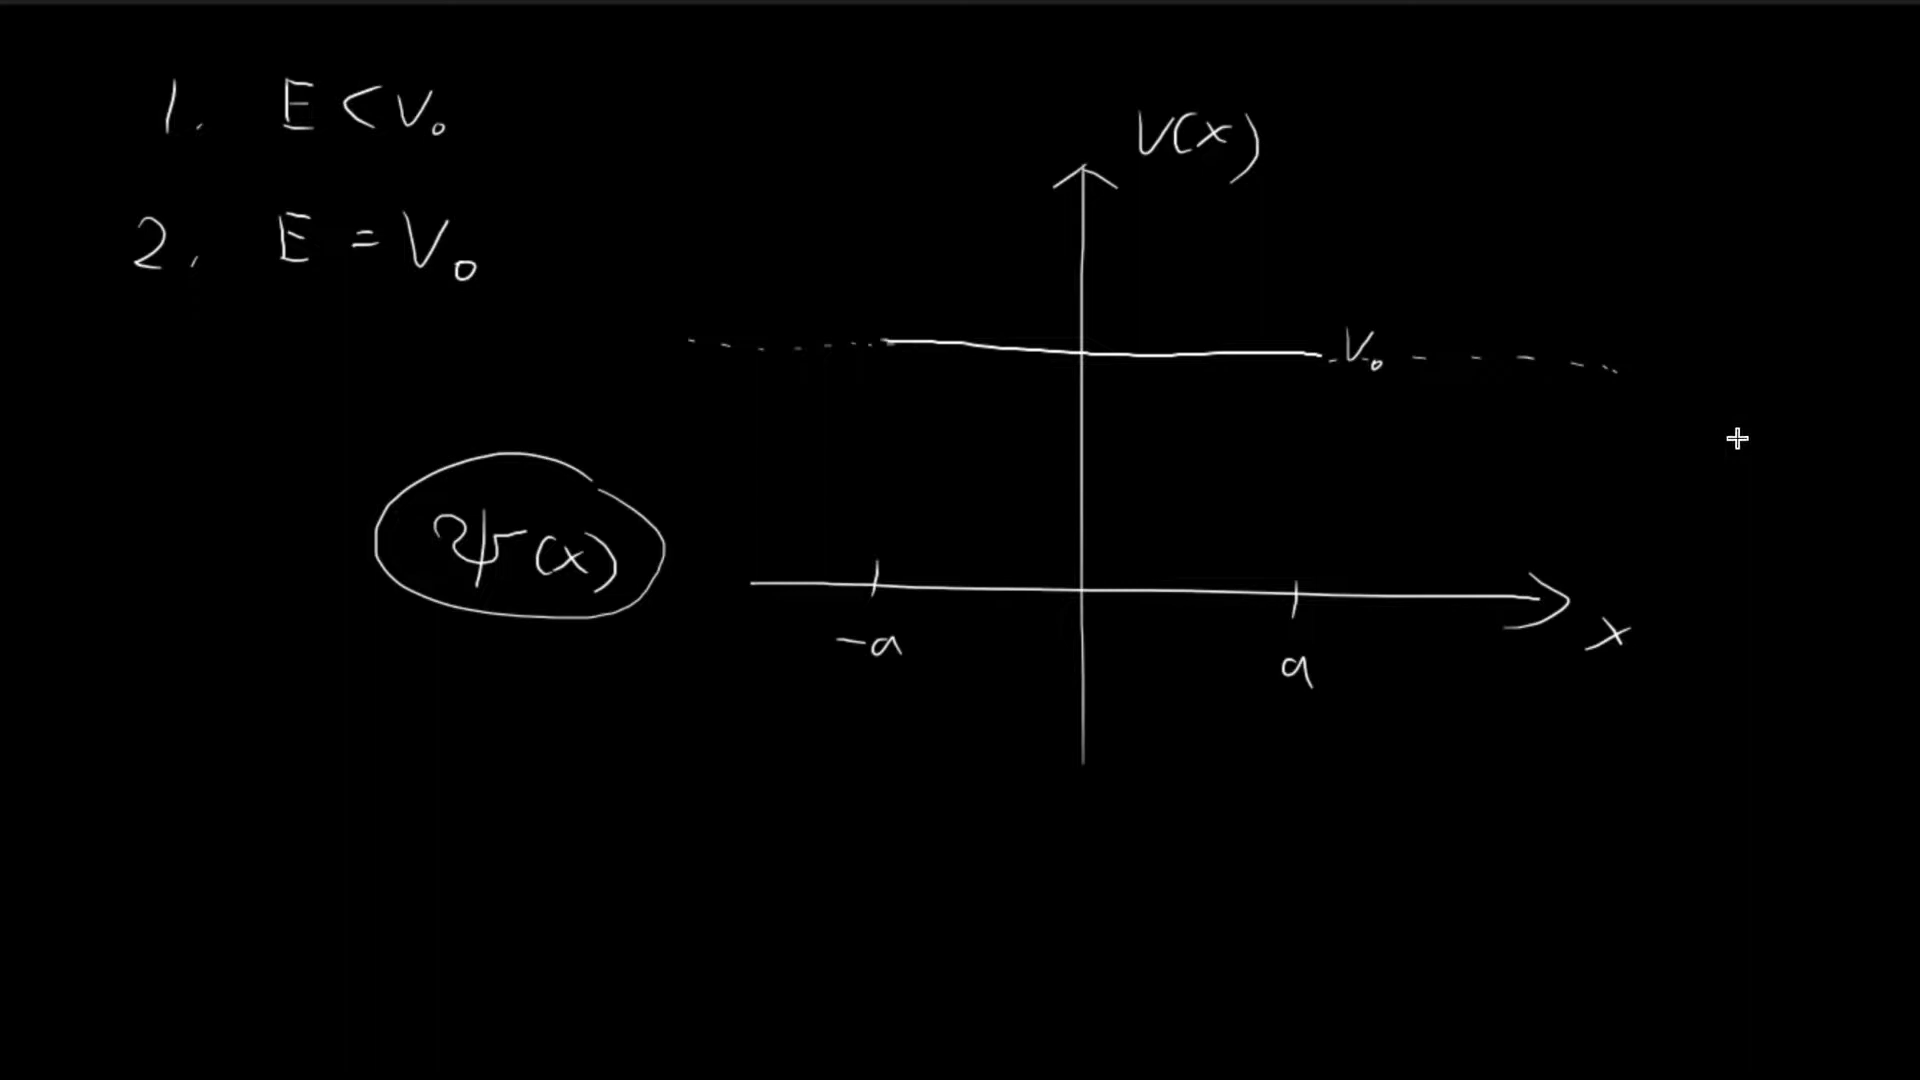 1. E < V₀
2. E = V₀
V(x)
V₀
ψ(x)
-a
a
x